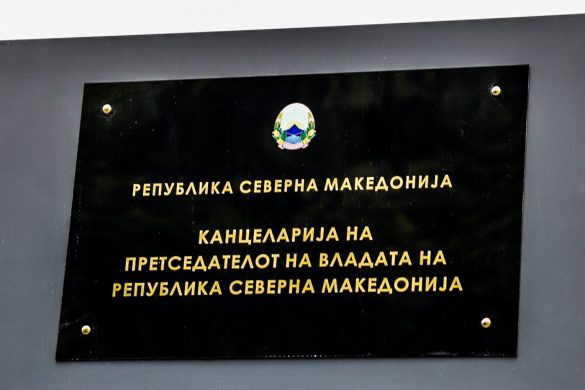 РЕПУБЛИКА СЕВЕРНА МАКЕДОНИЈА
КАНЦЕЛАРИЈА НА
ПРЕТСЕДАТЕЛОТ НА ВЛАДАТА НА
РЕПУБЛИКА СЕВЕРНА МАКЕДОНИЈА